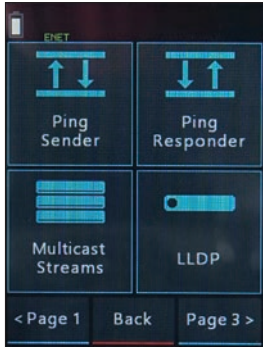 ENET
Ping
Sender
Ping
Responder
Multicast
Streams
LLDP
< Page 1
Back
Page 3 >